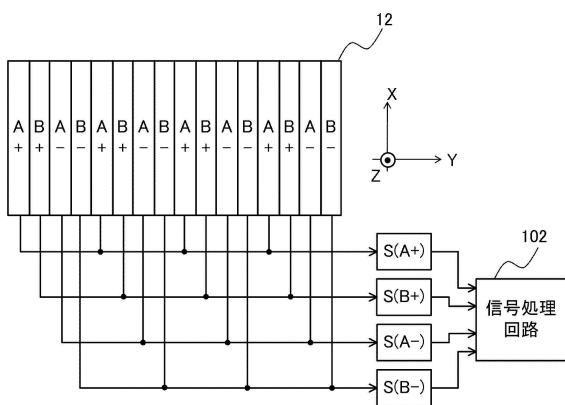 12
A+ B+ A- B- A+ B+ A- B- A+ B+ A- B- A+ B+ A- B-
X
Y
Z
S(A+)
S(B+)
S(A-)
S(B-)
102
信号処理
回路